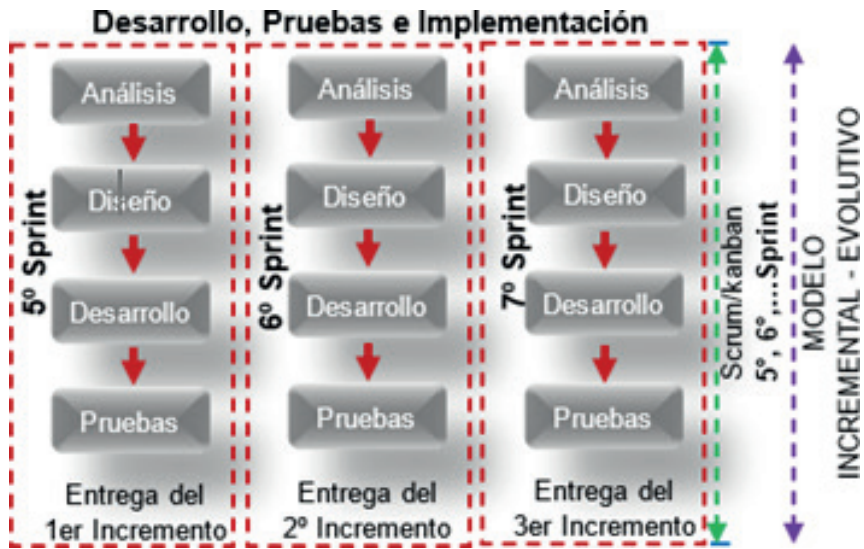 Desarrollo, Pruebas e Implementación
5º Sprint
Análisis
Diseño
Desarrollo
Pruebas
Entrega del
1er Incremento
6º Sprint
Análisis
Diseño
Desarrollo
Pruebas
Entrega del
2º Incremento
7º Sprint
Análisis
Diseño
Desarrollo
Pruebas
Entrega del
3er Incremento
Scrum/kanban
5°, 6°,...Sprint
MODELO
INCREMENTAL - EVOLUTIVO